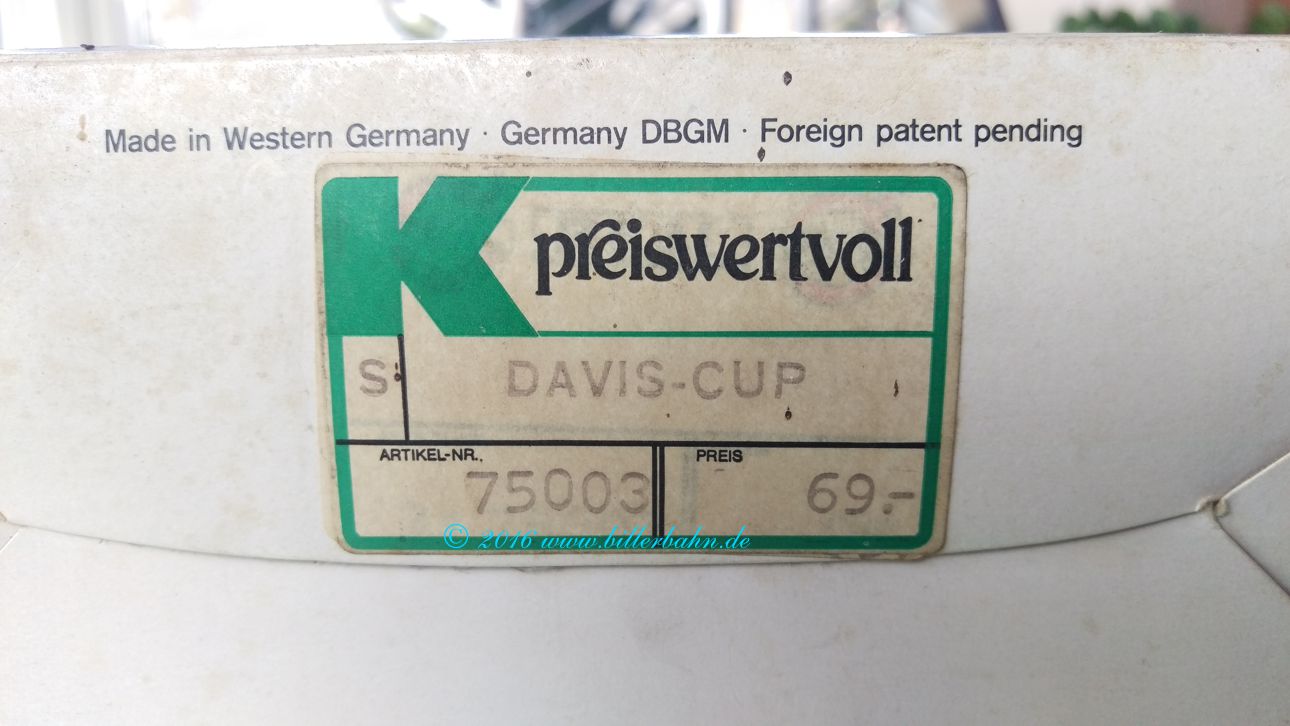 Made in Western Germany · Germany DBGM · Foreign patent pending
K preiswertvoll
S DAVIS-CUP
ARTIKEL-NR. PREIS
75003 69.-
© 2016 www.billerbahn.de